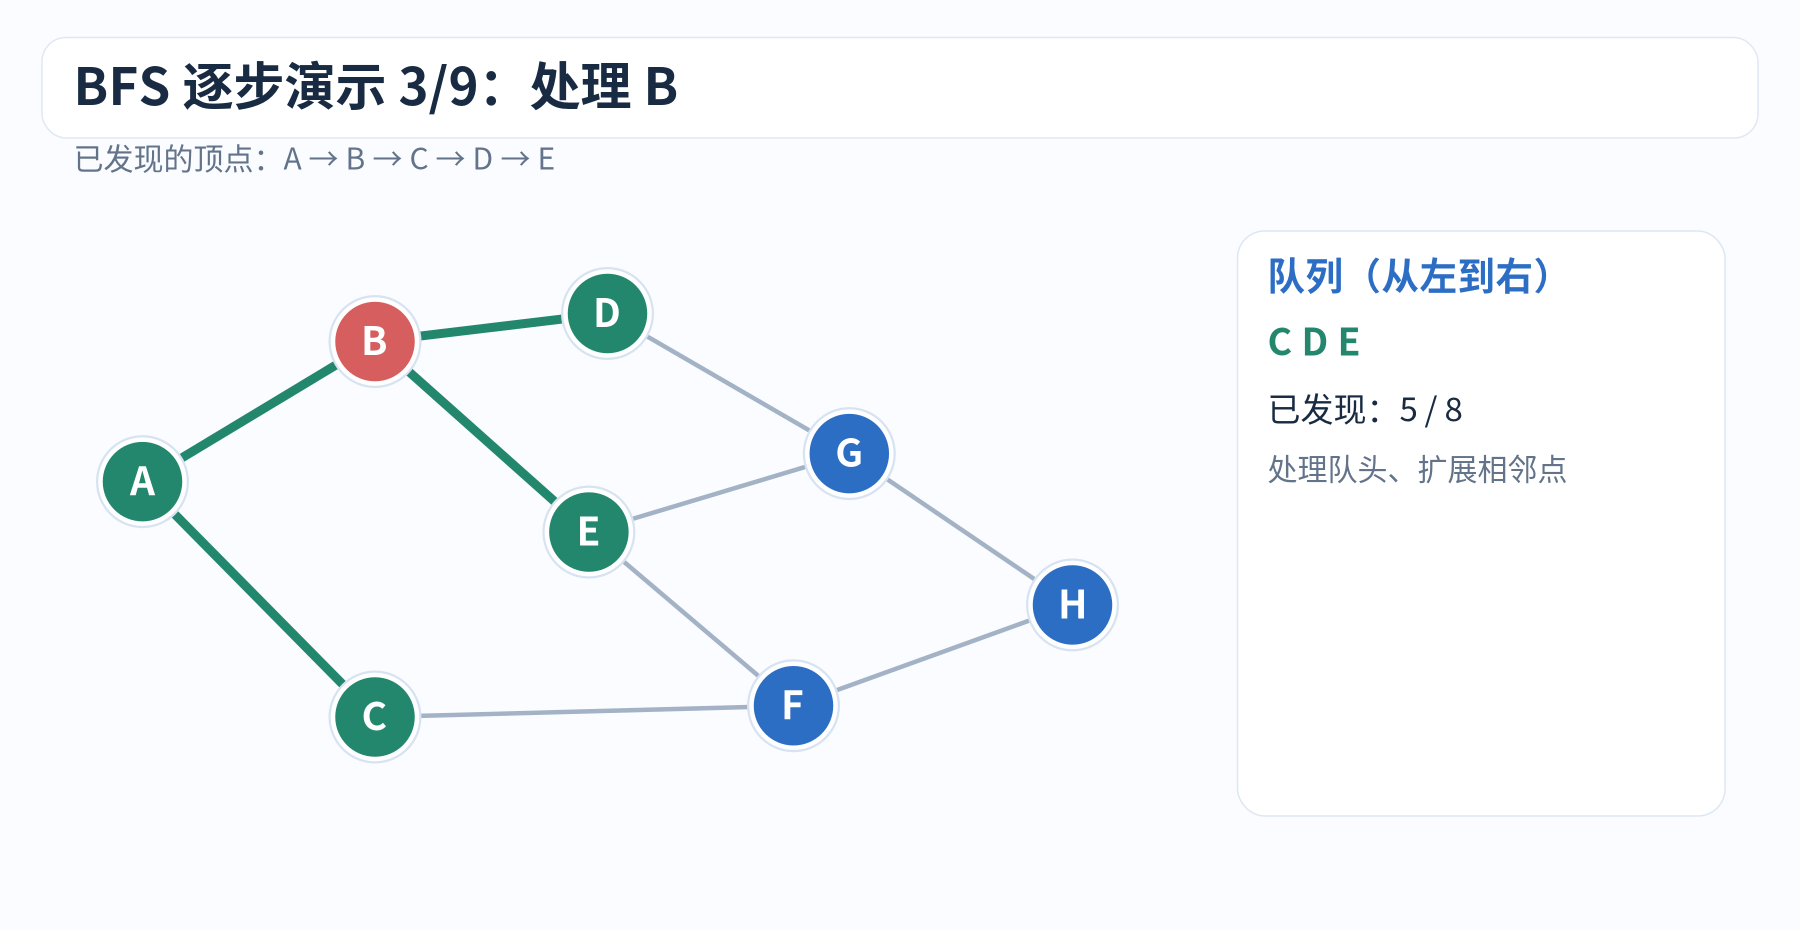 BFS 逐步演示 3/9：处理 B
已发现的顶点：A → B → C → D → E
队列（从左到右）
C D E
已发现：5 / 8
处理队头、扩展相邻点
D
B
G
A
E
H
F
C